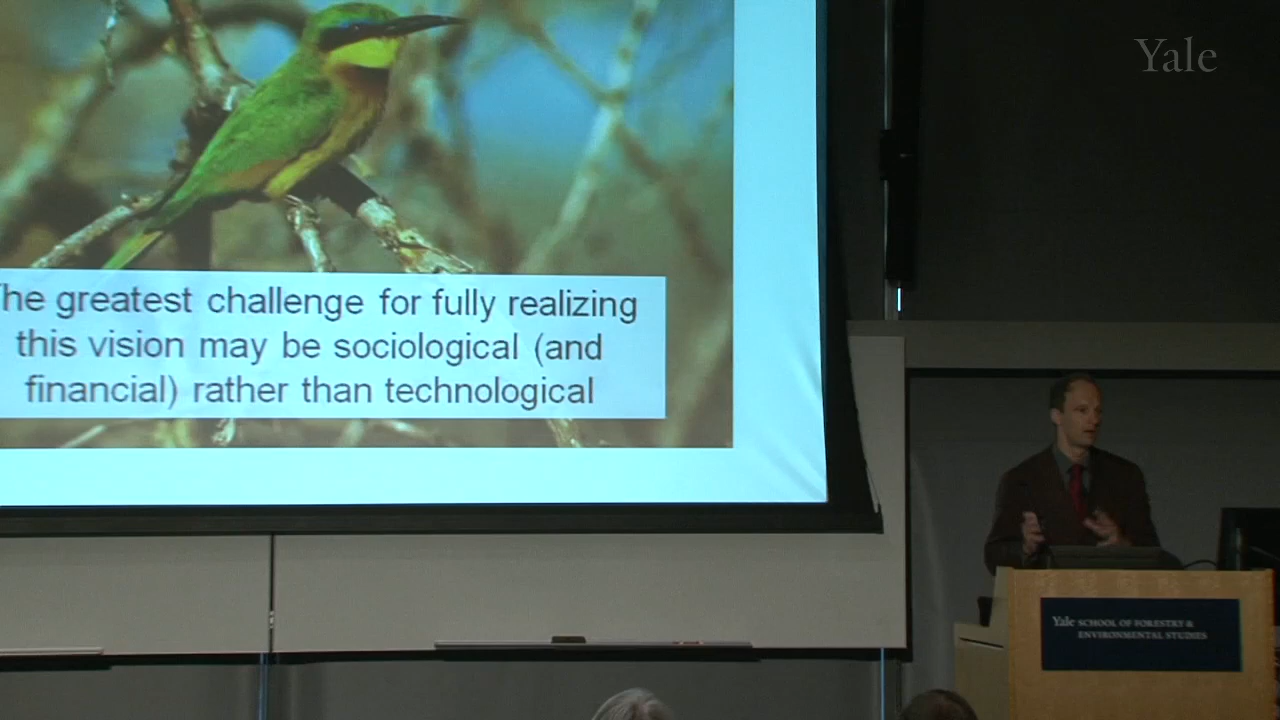 Yale
The greatest challenge for fully realizing
this vision may be sociological (and
financial) rather than technological
Yale SCHOOL OF FORESTRY &
ENVIRONMENTAL STUDIES